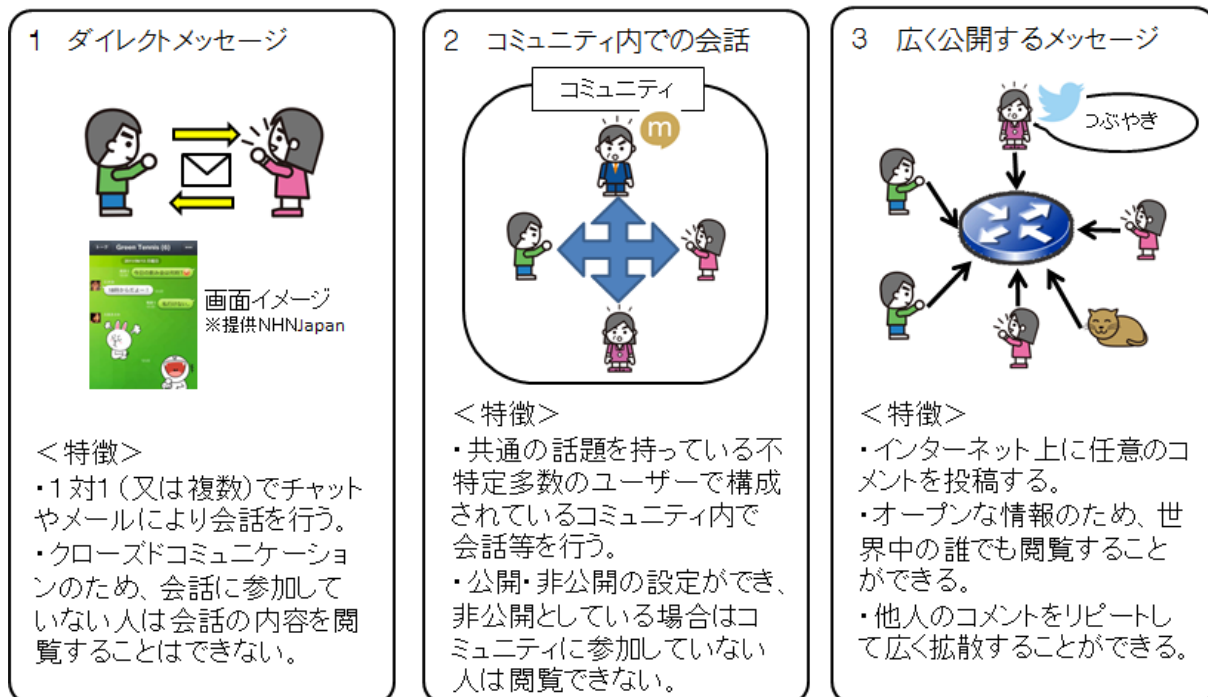 1 ダイレクトメッセージ
Green Tennis (6)
画面イメージ
※提供NHNJapan
<特徴>
・1対1(又は複数)でチャット
やメールにより会話を行う。
・クローズドコミュニケーショ
ンのため、会話に参加して
いない人は会話の内容を閲
覧することはできない。
2 コミュニティ内での会話
コミュニティ
m
<特徴>
・共通の話題を持っている不
特定多数のユーザーで構成
されているコミュニティ内で
会話等を行う。
・公開・非公開の設定ができ、
非公開としている場合はコ
ミュニティに参加していない
人は閲覧できない。
3 広く公開するメッセージ
つぶやき
<特徴>
・インターネット上に任意のコ
メントを投稿する。
・オープンな情報のため、世
界中の誰でも閲覧すること
ができる。
・他人のコメントをリピートし
て広く拡散することができる。